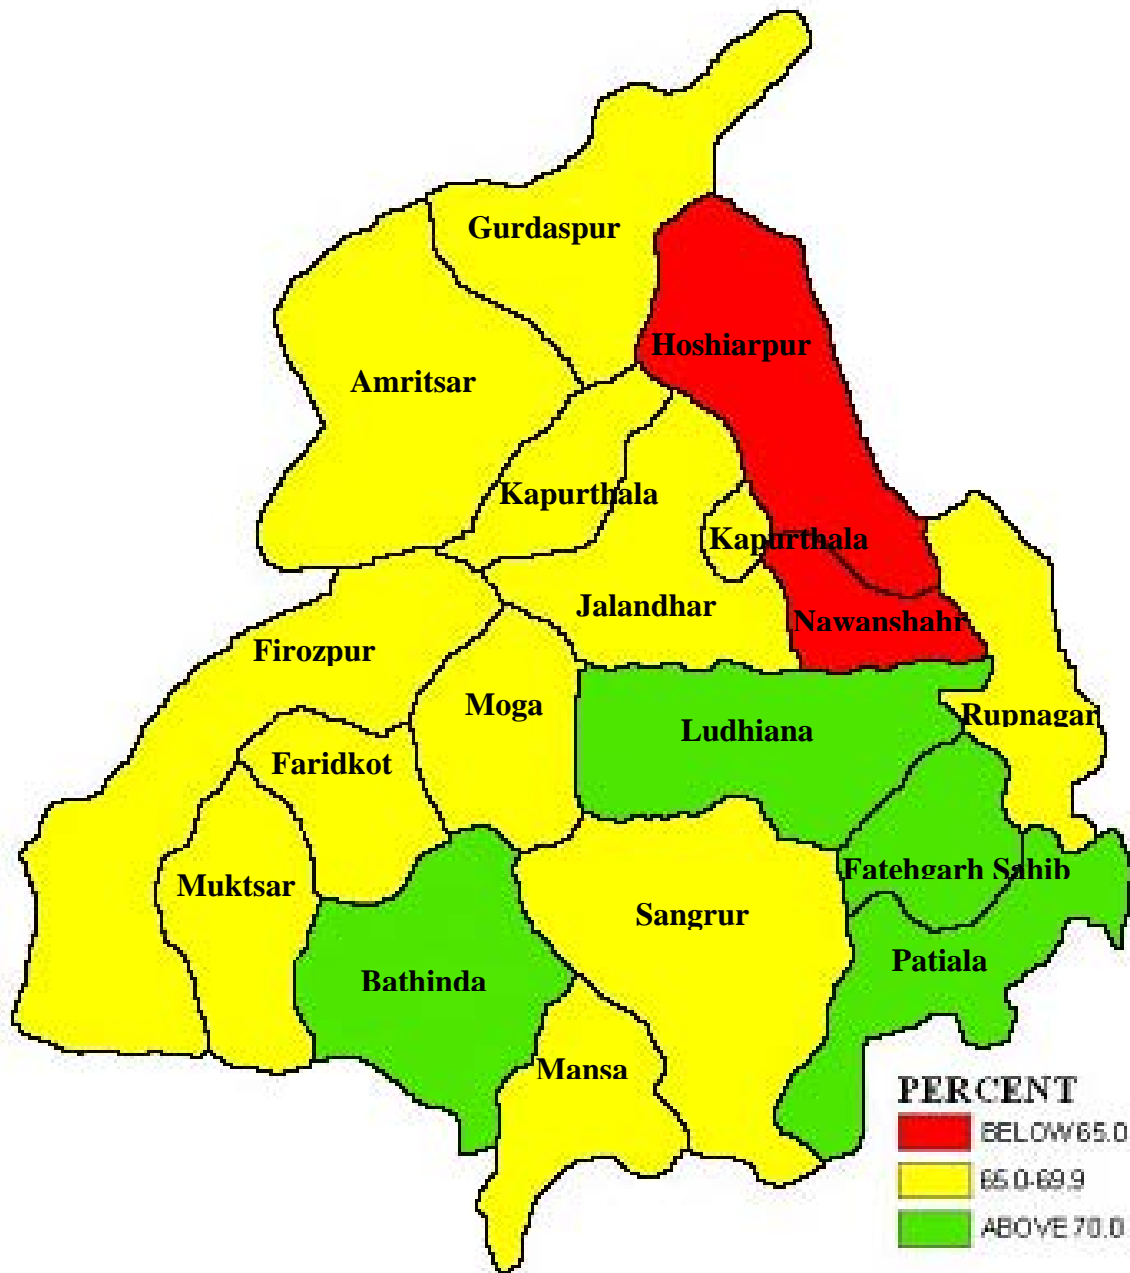 Gurdaspur
Hoshiarpur
Amritsar
Kapurthala
Kapurthala
Jalandhar
Nawanshahr
Firozpur
Moga
Rupnagar
Ludhiana
Faridkot
Fatehgarh Sahib
Muktsar
Sangrur
Patiala
Bathinda
Mansa
PERCENT
BELOW 65.0
65.0-69.9
ABOVE 70.0